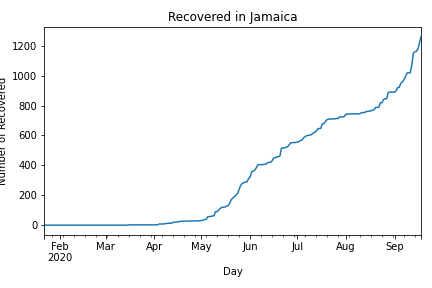 Recovered in Jamaica
Number of Recovered
1200
1000
800
600
400
200
0
Feb Mar Apr May Jun Jul Aug Sep
2020
Day